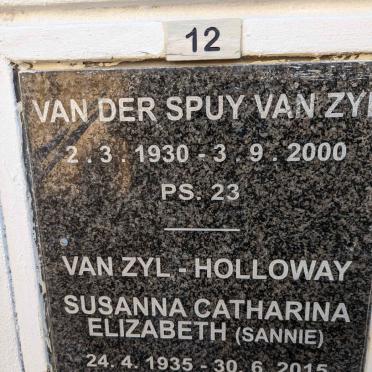 12
VAN DER SPUY VAN ZYL
2.3.1930 - 3.9.2000
PS. 23
VAN ZYL - HOLLOWAY
SUSANNA CATHARINA
ELIZABETH (SANNIE)
24.4.1935 - 30.6.2015